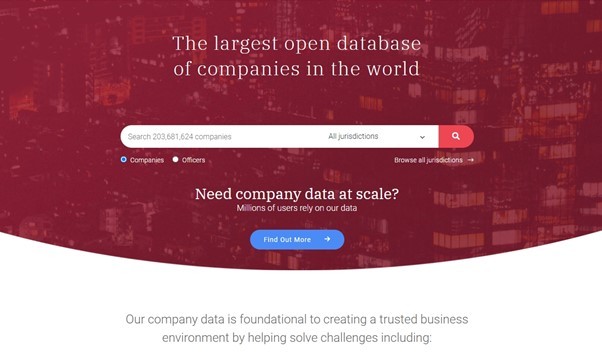 The largest open database
of companies in the world
Search 203,681,624 companies
All jurisdictions
Companies
Officers
Browse all jurisdictions →
Need company data at scale?
Millions of users rely on our data
Find Out More →
Our company data is foundational to creating a trusted business
environment by helping solve challenges including: